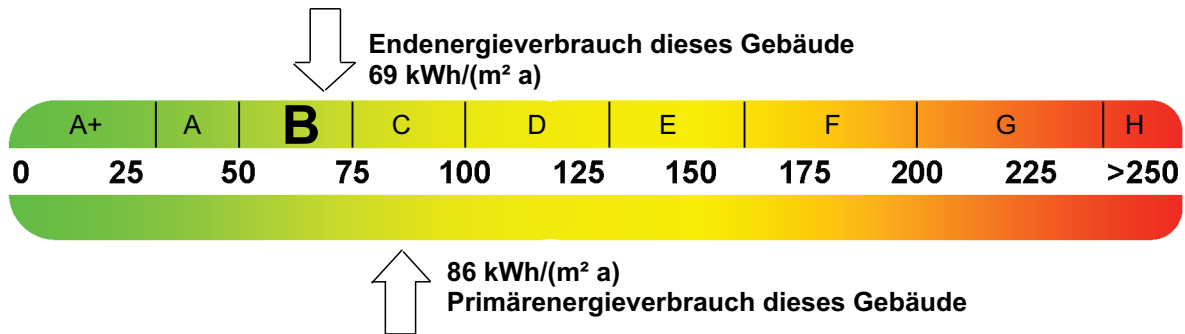 Endenergieverbrauch dieses Gebäude
69 kWh/(m² a)
A+ A B C D E F G H
0 25 50 75 100 125 150 175 200 225 >250
86 kWh/(m² a)
Primärenergieverbrauch dieses Gebäude